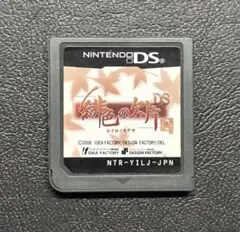 NINTENDO DS
緋色の欠片
DS
ヒイロノカケラ
©2008 IDEA FACTORY/DESIGN FACTORY/DEL
IDEA FACTORY DESIGN FACTORY
NTR-YILJ-JPN